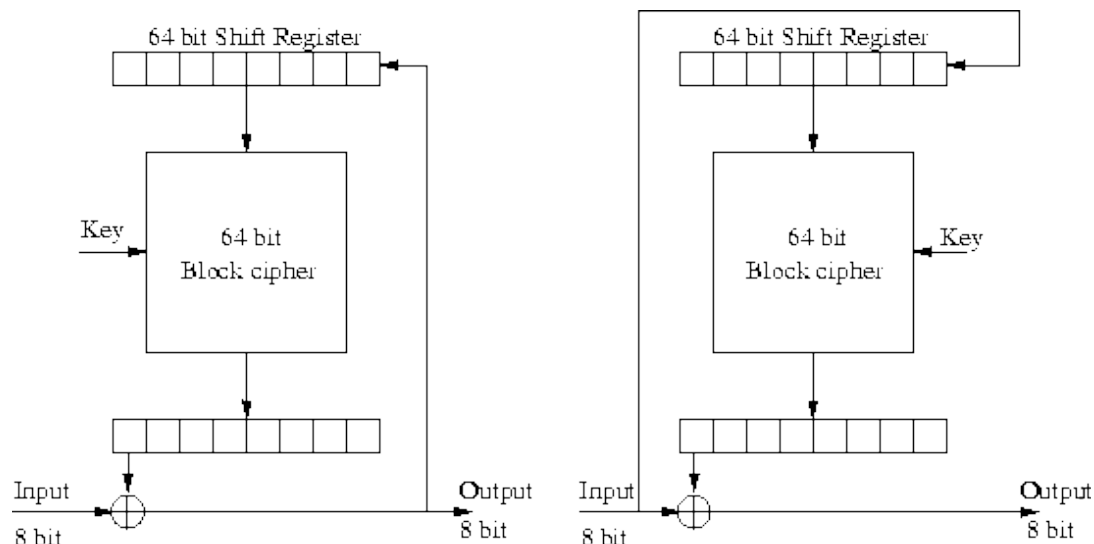 64 bit Shift Register
Key
64 bit
Block cipher
Input
8 bit
Output
8 bit
64 bit Shift Register
Key
64 bit
Block cipher
Input
8 bit
Output
8 bit